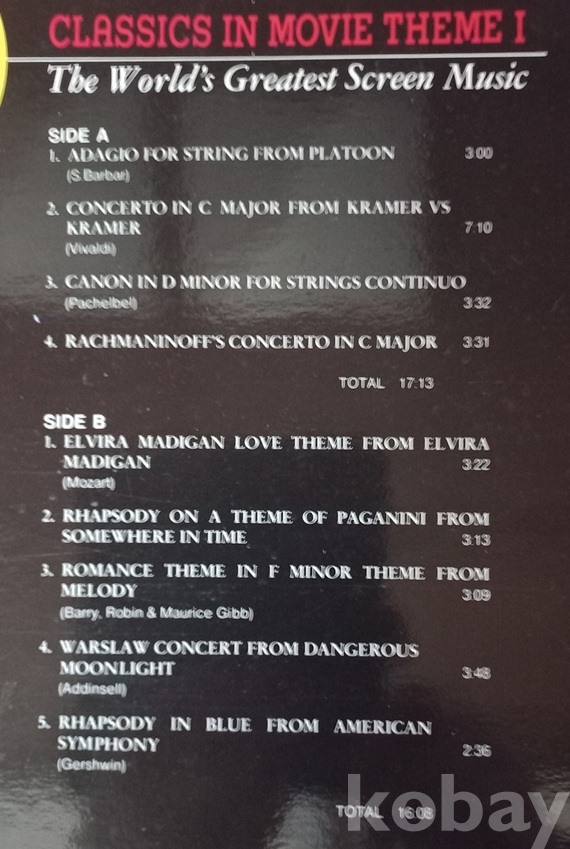 CLASSICS IN MOVIE THEME I
The World's Greatest Screen Music
SIDE A
1. ADAGIO FOR STRING FROM PLATOON 3:00
(S. Barbar)
2. CONCERTO IN C MAJOR FROM KRAMER VS
KRAMER 7:10
(Vivaldi)
3. CANON IN D MINOR FOR STRINGS CONTINUO
(Pachelbel) 3:32
4. RACHMANINOFF'S CONCERTO IN C MAJOR 3:31
TOTAL 17:13
SIDE B
1. ELVIRA MADIGAN LOVE THEME FROM ELVIRA
MADIGAN 3:22
(Mozart)
2. RHAPSODY ON A THEME OF PAGANINI FROM
SOMEWHERE IN TIME 3:13
3. ROMANCE THEME IN F MINOR THEME FROM
MELODY 3:09
(Barry, Robin & Maurice Gibb)
4. WARSLAW CONCERT FROM DANGEROUS
MOONLIGHT 3:48
(Addinsell)
5. RHAPSODY IN BLUE FROM AMERICAN
SYMPHONY 2:36
(Gershwin)
TOTAL 16:08
kobay